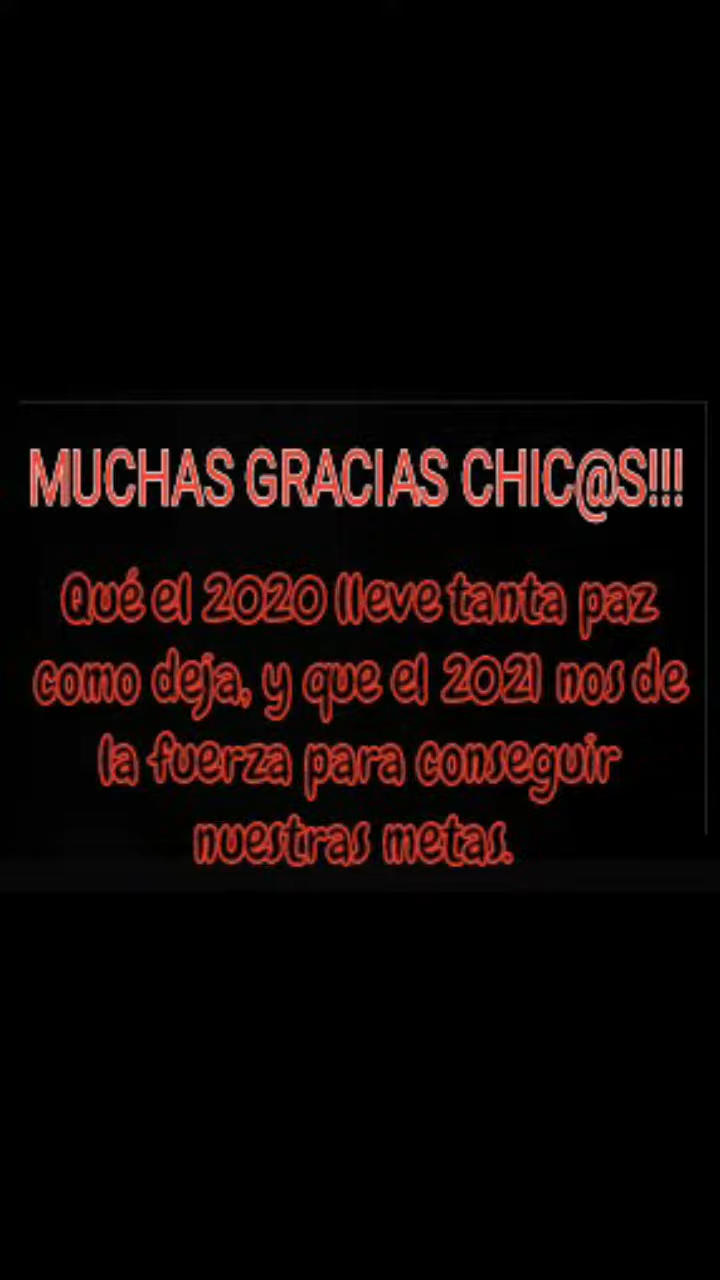 MUCHAS GRACIAS CHIC@S!!!
Qué el 2020 lleve tanta paz
como deja, y que el 2021 nos de
la fuerza para conseguir
nuestras metas.